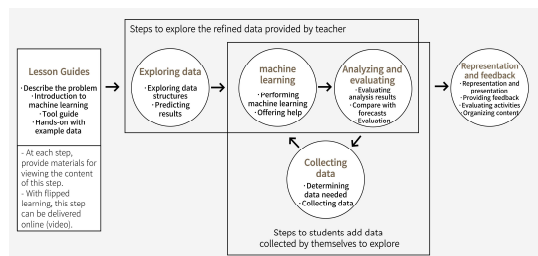 Steps to explore the refined data provided by teacher
Lesson Guides
·Describe the problem
·Introduction to
machine learning
·Tool guide
·Hands-on with
example data
- At each step,
provide materials for
viewing the content
of this step.
- With flipped
learning, this step
can be delivered
online (video).
Exploring data
·Exploring data
structures
·Predicting
results
machine
learning
·Performing
machine learning
·Offering help
Analyzing and
evaluating
·Evaluating
analysis results
·Compare with
forecasts
·Evaluation
Representation
and feedback
·Representation and
presentation
·Providing feedback
·Evaluating activities
·Organizing content
Collecting
data
·Determining
data needed
·Collecting data
Steps to students add data
collected by themselves to explore